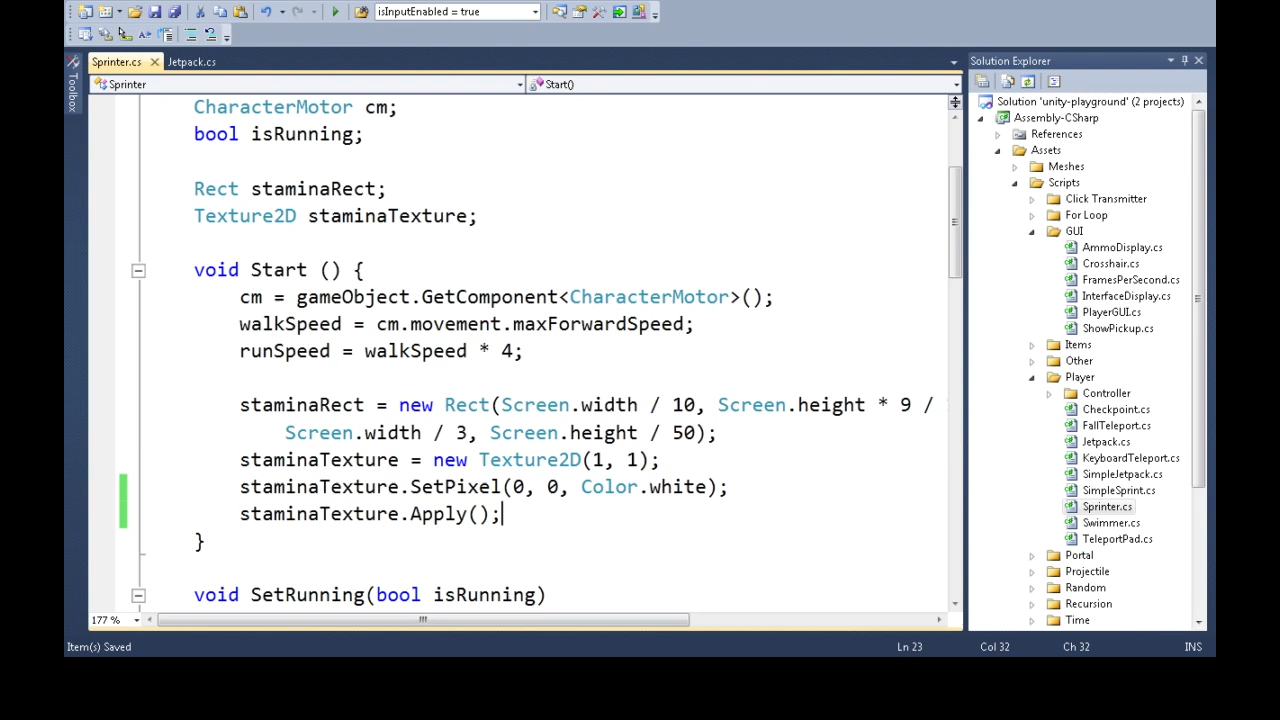 isInputEnabled = true
Sprinter.cs
Jetpack.cs
Toolbox
Sprinter
Start()
CharacterMotor cm;
bool isRunning;
Rect staminaRect;
Texture2D staminaTexture;
void Start () {
cm = gameObject.GetComponent<CharacterMotor>();
walkSpeed = cm.movement.maxForwardSpeed;
runSpeed = walkSpeed * 4;
staminaRect = new Rect(Screen.width / 10, Screen.height * 9 /
Screen.width / 3, Screen.height / 50);
staminaTexture = new Texture2D(1, 1);
staminaTexture.SetPixel(0, 0, Color.white);
staminaTexture.Apply();
}
void SetRunning(bool isRunning)
177 %
Item(s) Saved
Ln 23
Col 32
Ch 32
INS
Solution Explorer
Solution 'unity-playground' (2 projects)
Assembly-CSharp
References
Assets
Meshes
Scripts
Click Transmitter
For Loop
GUI
AmmoDisplay.cs
Crosshair.cs
FramesPerSecond.cs
InterfaceDisplay.cs
PlayerGUI.cs
ShowPickup.cs
Items
Other
Player
Controller
Checkpoint.cs
FallTeleport.cs
Jetpack.cs
KeyboardTeleport.cs
SimpleJetpack.cs
SimpleSprint.cs
Sprinter.cs
Swimmer.cs
TeleportPad.cs
Portal
Projectile
Random
Recursion
Time